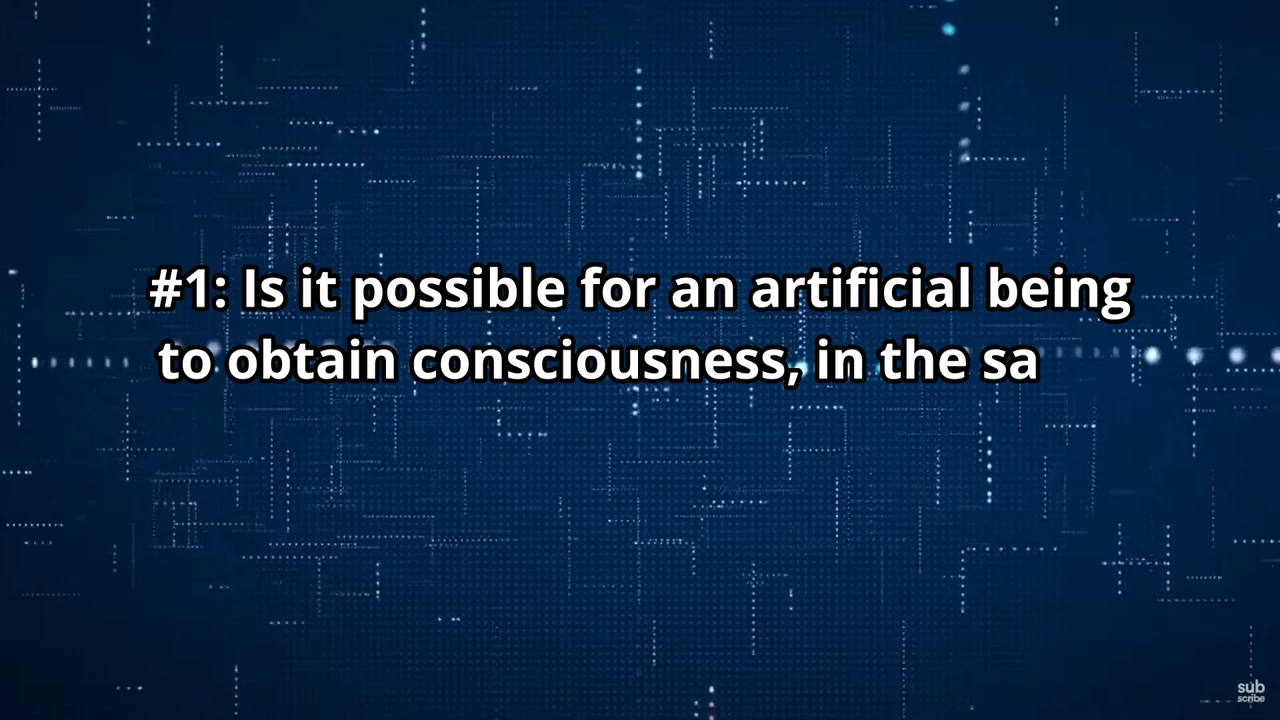 #1: Is it possible for an artificial being
to obtain consciousness, in the sa
sub
scribe